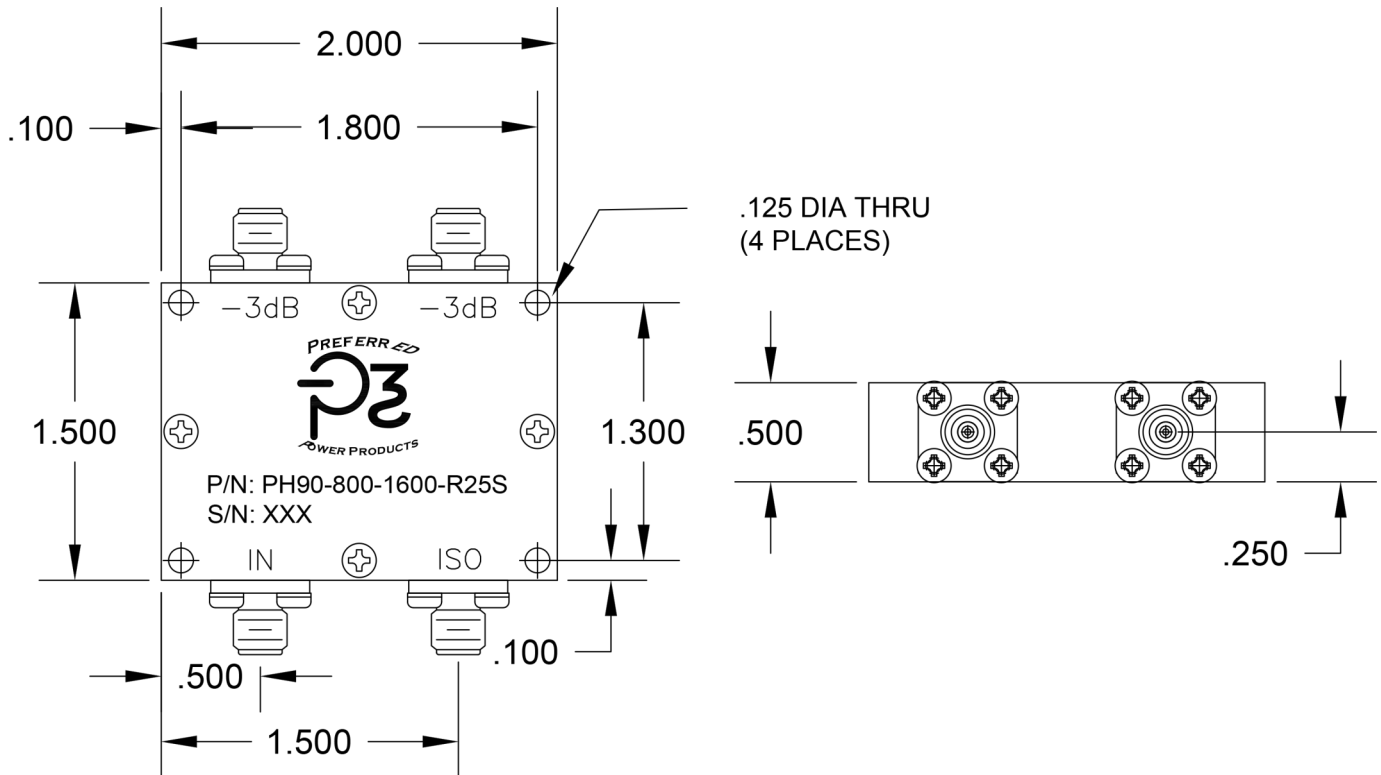 2.000
.100
1.800
.125 DIA THRU
(4 PLACES)
-3dB
-3dB
PREFERRED
P3
POWER PRODUCTS
1.500
1.300
.500
P/N: PH90-800-1600-R25S
S/N: XXX
IN
ISO
.250
.100
.500
1.500